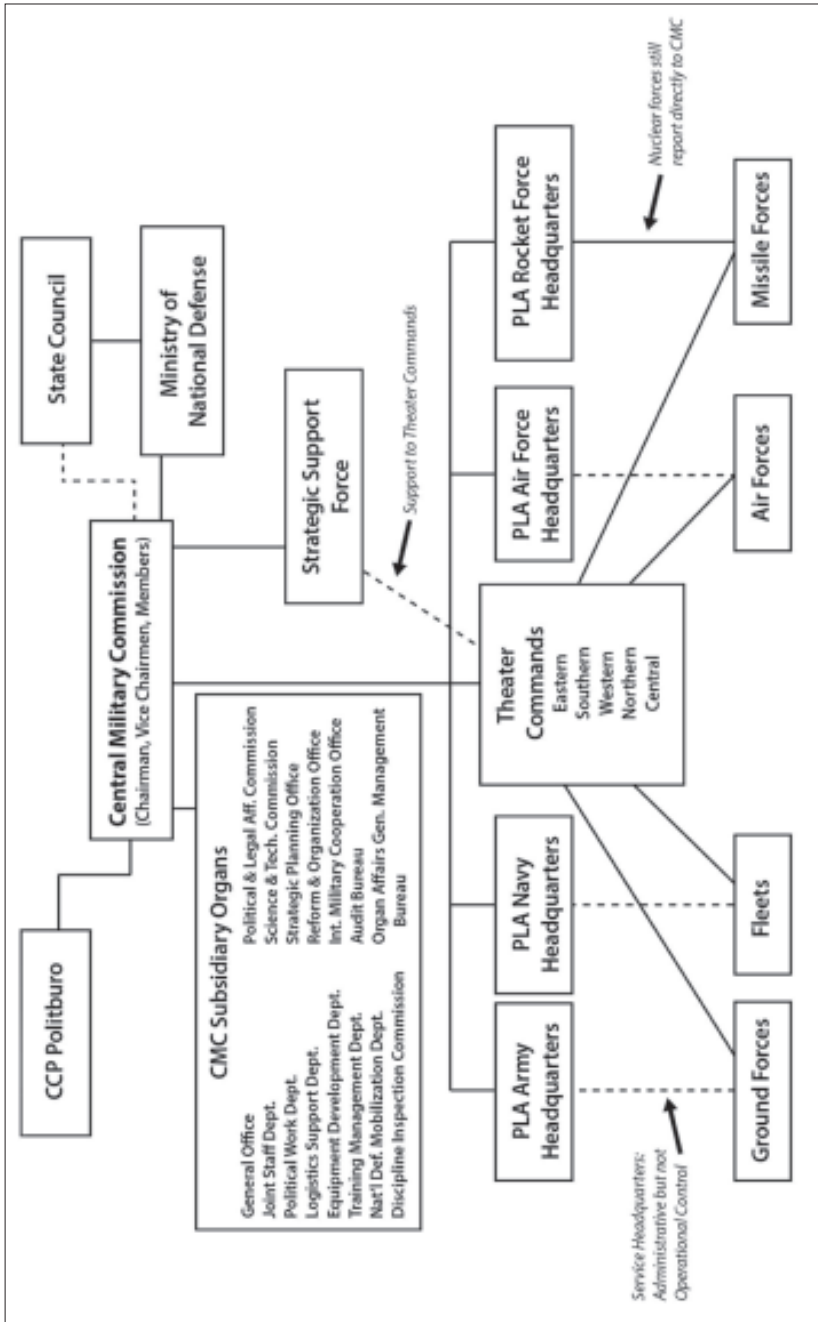 CCP Politburo
Central Military Commission
(Chairman, Vice Chairmen, Members)
State Council
Ministry of
National Defense
CMC Subsidiary Organs
General Office
Joint Staff Dept.
Political Work Dept.
Logistics Support Dept.
Equipment Development Dept.
Training Management Dept.
Nat'l Def. Mobilization Dept.
Discipline Inspection Commission
Political & Legal Aff. Commission
Science & Tech. Commission
Strategic Planning Office
Reform & Organization Office
Int. Military Cooperation Office
Audit Bureau
Organ Affairs Gen. Management
Bureau
Strategic Support
Force
Support to Theater Commands
PLA Army
Headquarters
PLA Navy
Headquarters
Theater
Commands
Eastern
Southern
Western
Northern
Central
PLA Air Force
Headquarters
PLA Rocket Force
Headquarters
Service Headquarters:
Administrative but not
Operational Control
Nuclear forces still
report directly to CMC
Ground Forces
Fleets
Air Forces
Missile Forces